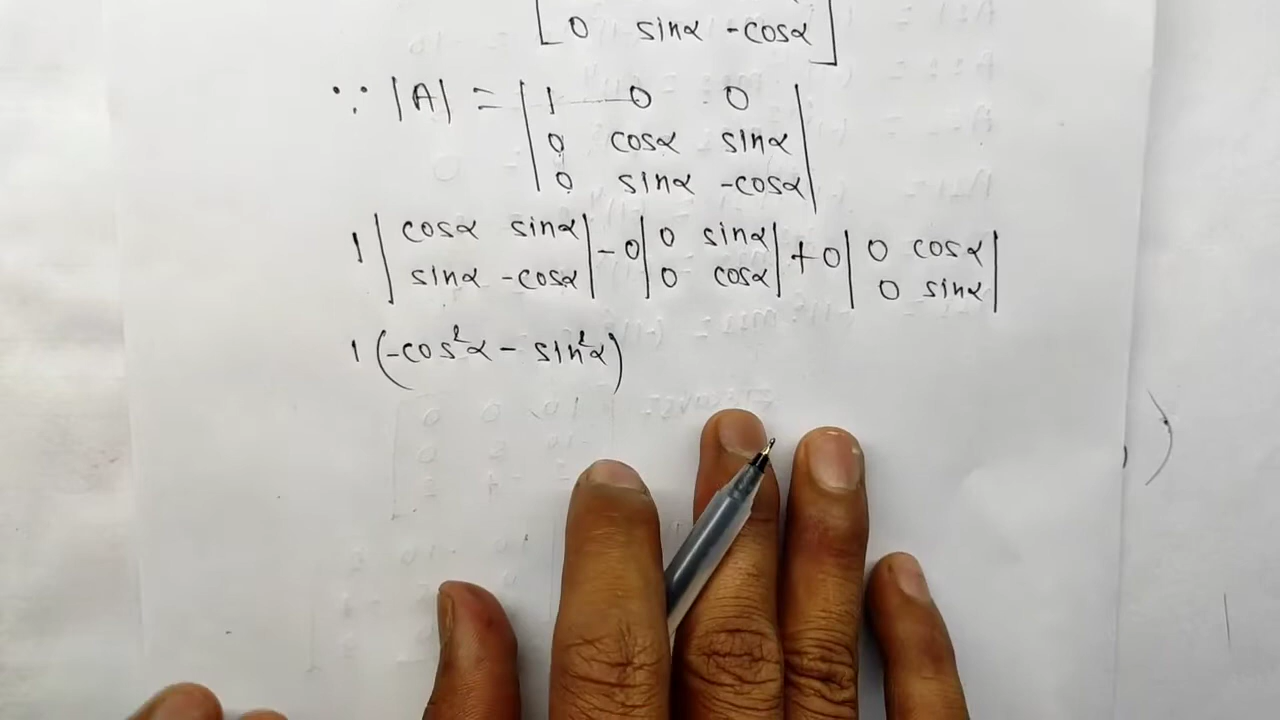 0 sinα -cosα
∵ |A| = | 1 0 0 |
0 cosα sinα
0 sinα -cosα
1 | cosα sinα | - 0 | 0 sinα | + 0 | 0 cosα |
sinα -cosα 0 cosα 0 sinα
1 (-cos²α - sin²α)